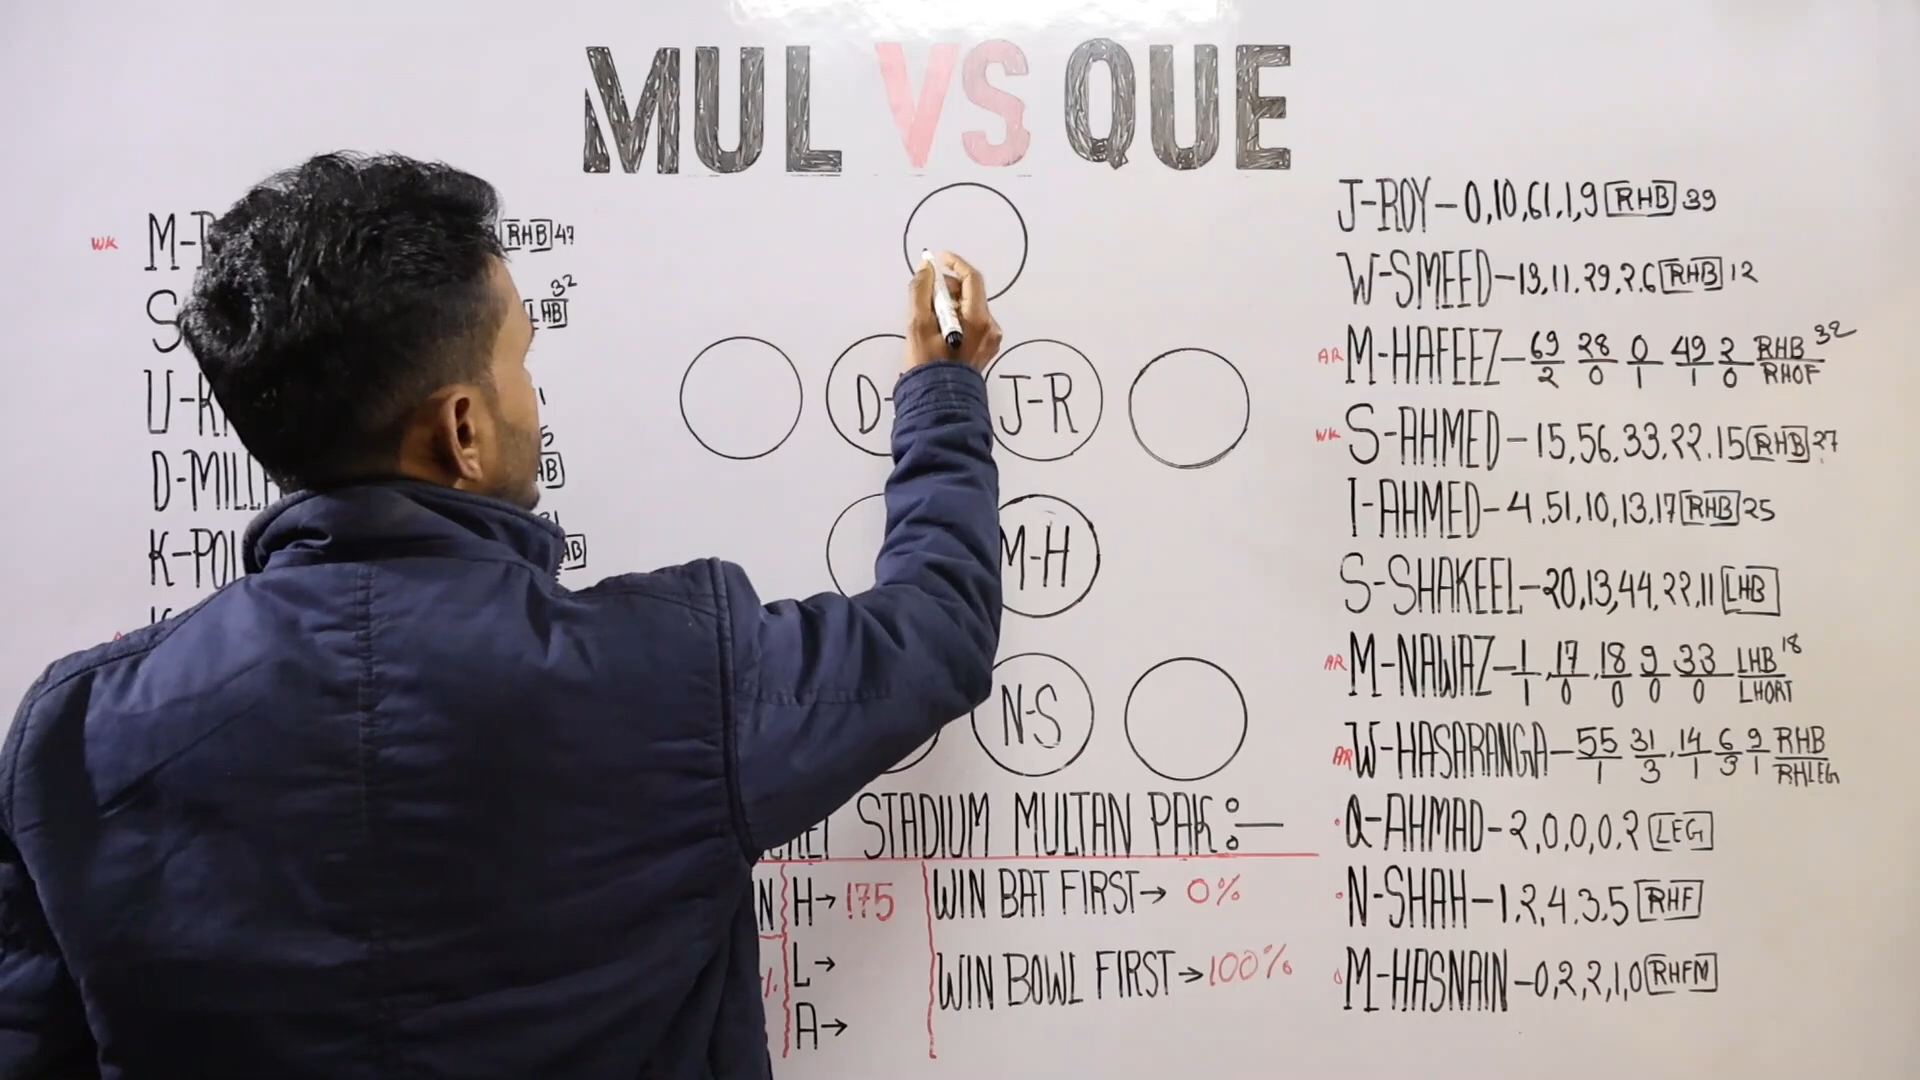 MUL VS QUE
WK M- RHB 47
S LHB 32
U-K
D-MILL
K-POL
D-
J-R
M-H
N-S
J-ROY-0,10,61,1,9 RHB 39
W-SMEED-13,11,29,2,6 RHB 12
AR M-HAFEEZ-69/2 28/0 0/1 49/1 2/0 RHB/RHOF 32
WK S-AHMED-15,56,33,22,15 RHB 27
I-AHMED-4,51,10,13,17 RHB 25
S-SHAKEEL-20,13,44,22,11 LHB
AR M-NAWAZ-1/1,17/0,18/0 9/0 33/0 LHB/LHORT 18
AR W-HASARANGA-55/1 31/3,14/1 6/3 9/1 RHB/RHLEG
Q-AHMAD-2,0,0,0,2 LEG
N-SHAH-1,2,4,3,5 RHF
M-HASNAIN-0,2,2,1,0 RHFM
STADIUM MULTAN PAK:-
H→175
L→
A→
WIN BAT FIRST→ 0%
WIN BOWL FIRST→100%